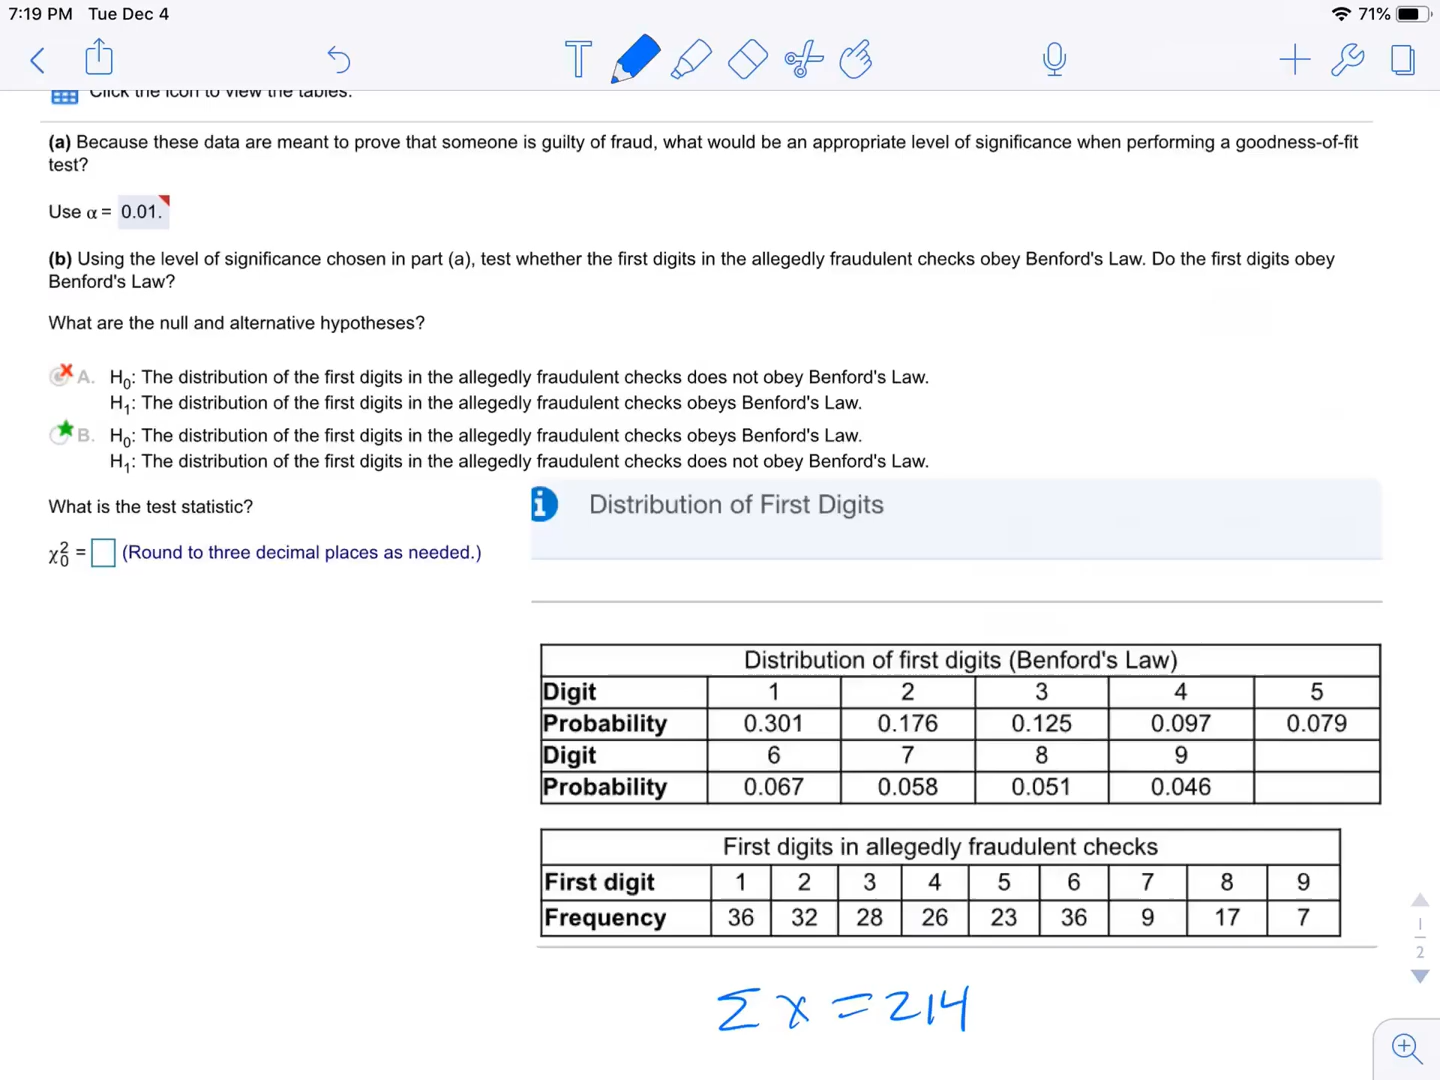 7:19 PM Tue Dec 4 71%
Click the icon to view the tables.
(a) Because these data are meant to prove that someone is guilty of fraud, what would be an appropriate level of significance when performing a goodness-of-fit
test?
Use α = 0.01.
(b) Using the level of significance chosen in part (a), test whether the first digits in the allegedly fraudulent checks obey Benford's Law. Do the first digits obey
Benford's Law?
What are the null and alternative hypotheses?
A. H0: The distribution of the first digits in the allegedly fraudulent checks does not obey Benford's Law.
H1: The distribution of the first digits in the allegedly fraudulent checks obeys Benford's Law.
B. H0: The distribution of the first digits in the allegedly fraudulent checks obeys Benford's Law.
H1: The distribution of the first digits in the allegedly fraudulent checks does not obey Benford's Law.
What is the test statistic?
χ²0 = (Round to three decimal places as needed.)
Distribution of First Digits
Distribution of first digits (Benford's Law)
Digit 1 2 3 4 5
Probability 0.301 0.176 0.125 0.097 0.079
Digit 6 7 8 9
Probability 0.067 0.058 0.051 0.046
First digits in allegedly fraudulent checks
First digit 1 2 3 4 5 6 7 8 9
Frequency 36 32 28 26 23 36 9 17 7
Σ x = 214
1
2